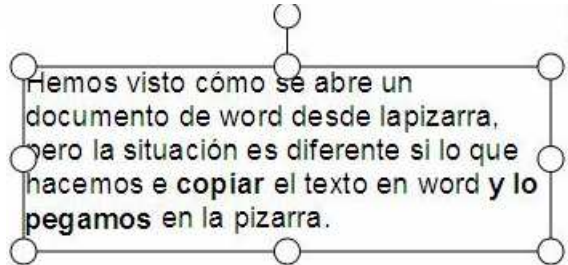 Hemos visto cómo se abre un
documento de word desde lapizarra,
pero la situación es diferente si lo que
hacemos e copiar el texto en word y lo
pegamos en la pizarra.